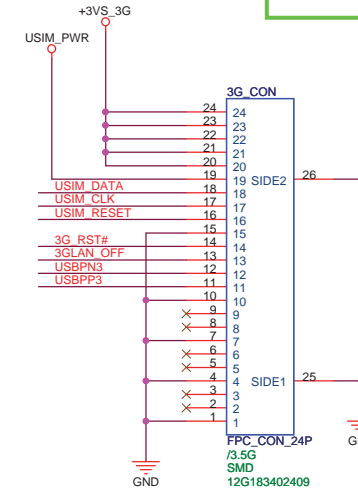 +3VS_3G
USIM_PWR
3G_CON
24 24
23 23
22 22
21 21
20 20
19 19 SIDE2 26
USIM_DATA 18 18
USIM_CLK 17 17
USIM_RESET 16 16
15 15
3G_RST# 14 14
3GLAN_OFF 13 13
USBPN3 12 12
USBPP3 11 11
10 10
9 9
8 8
7 7
6 6
5 5
4 4 SIDE1 25
3 3
2 2
1 1
FPC_CON_24P
/3.5G
SMD
12G183402409
GND
G